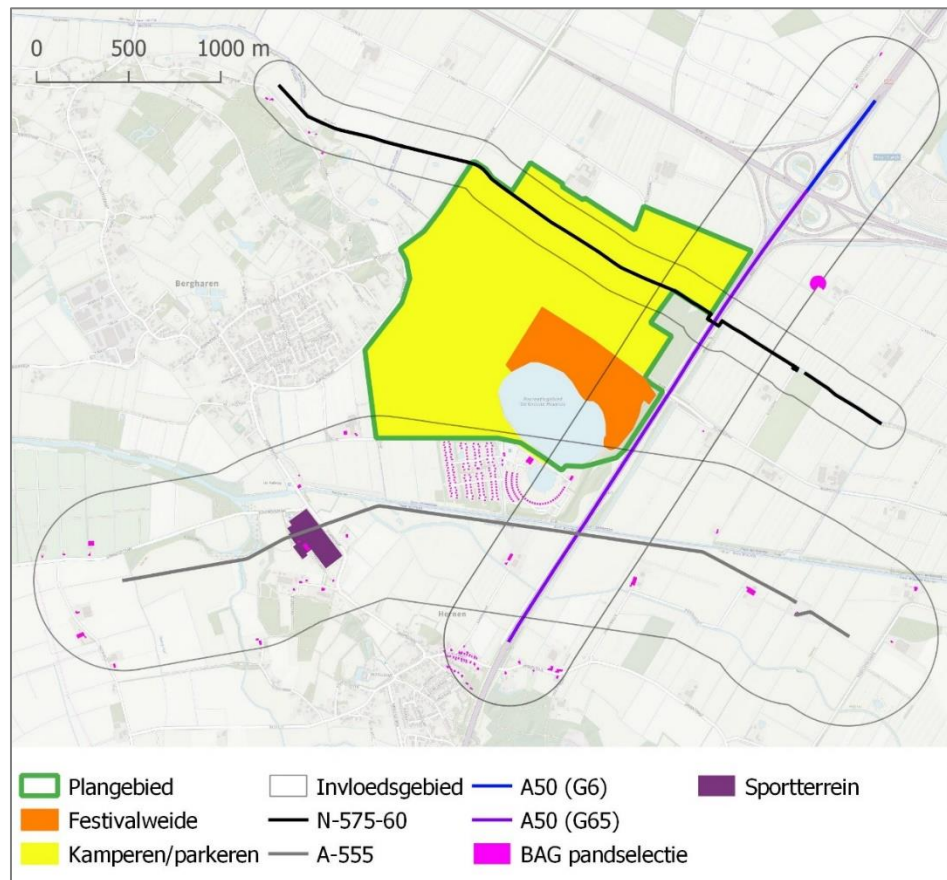 0 500 1000 m
Bergharen
Hernen
Plangebied
Festivalweide
Kamperen/parkeren
Invloedsgebied
N-575-60
A-555
A50 (G6)
A50 (G65)
BAG pandselectie
Sportterrein